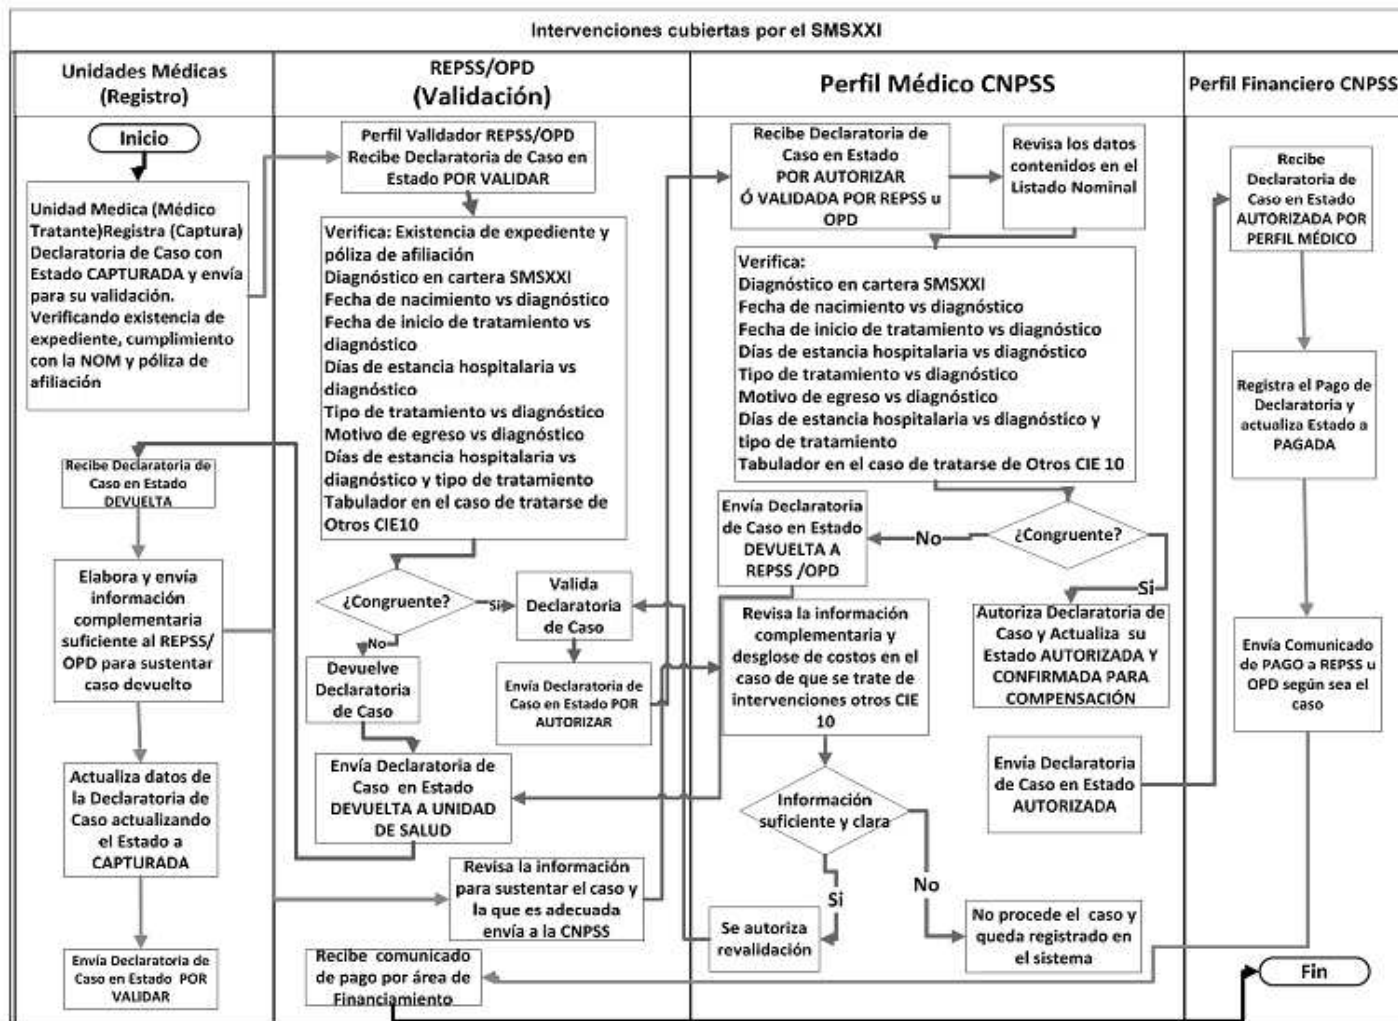 Intervenciones cubiertas por el SMSXXI
Unidades Médicas
(Registro)
Inicio
Unidad Medica (Médico
Tratante)Registra (Captura)
Declaratoria de Caso con
Estado CAPTURADA y envía
para su validación.
Verificando existencia de
expediente, cumplimiento
con la NOM y póliza de
afiliación
Recibe Declaratoria de
Caso en Estado
DEVUELTA
Elabora y envía
información
complementaria
suficiente al REPSS/
OPD para sustentar
caso devuelto
Actualiza datos de
la Declaratoria de
Caso actualizando
el Estado a
CAPTURADA
Envía Declaratoria de
Caso en Estado POR
VALIDAR
REPSS/OPD
(Validación)
Perfil Validador REPSS/OPD
Recibe Declaratoria de Caso en
Estado POR VALIDAR
Verifica: Existencia de expediente y
póliza de afiliación
Diagnóstico en cartera SMSXXI
Fecha de nacimiento vs diagnóstico
Fecha de inicio de tratamiento vs
diagnóstico
Días de estancia hospitalaria vs
diagnóstico
Tipo de tratamiento vs diagnóstico
Motivo de egreso vs diagnóstico
Días de estancia hospitalaria vs
diagnóstico y tipo de tratamiento
Tabulador en el caso de tratarse de
Otros CIE10
¿Congruente?
Si
No
Valida
Declaratoria
de Caso
Devuelve
Declaratoria
de Caso
Envía Declaratoria de
Caso en Estado POR
AUTORIZAR
Envía Declaratoria de
Caso en Estado
DEVUELTA A UNIDAD
DE SALUD
Revisa la información
para sustentar el caso y
la que es adecuada
envía a la CNPSS
Recibe comunicado
de pago por área de
Financiamiento
Perfil Médico CNPSS
Recibe Declaratoria de
Caso en Estado
POR AUTORIZAR
Ó VALIDADA POR REPSS u
OPD
Revisa los datos
contenidos en el
Listado Nominal
Verifica:
Diagnóstico en cartera SMSXXI
Fecha de nacimiento vs diagnóstico
Fecha de inicio de tratamiento vs diagnóstico
Días de estancia hospitalaria vs diagnóstico
Tipo de tratamiento vs diagnóstico
Motivo de egreso vs diagnóstico
Días de estancia hospitalaria vs diagnóstico y
tipo de tratamiento
Tabulador en el caso de tratarse de Otros CIE 10
¿Congruente?
No
Si
Envía Declaratoria
de Caso en Estado
DEVUELTA A
REPSS /OPD
Autoriza Declaratoria de
Caso y Actualiza su
Estado AUTORIZADA Y
CONFIRMADA PARA
COMPENSACIÓN
Revisa la información
complementaria y
desglose de costos en el
caso de que se trate de
intervenciones otros CIE
10
Envía Declaratoria
de Caso en Estado
AUTORIZADA
Información
suficiente y clara
Si
No
Se autoriza
revalidación
No procede el caso y
queda registrado en
el sistema
Perfil Financiero CNPSS
Recibe
Declaratoria de
Caso en Estado
AUTORIZADA POR
PERFIL MÉDICO
Registra el Pago de
Declaratoria y
actualiza Estado a
PAGADA
Envía Comunicado
de PAGO a REPSS u
OPD según sea el
caso
Fin